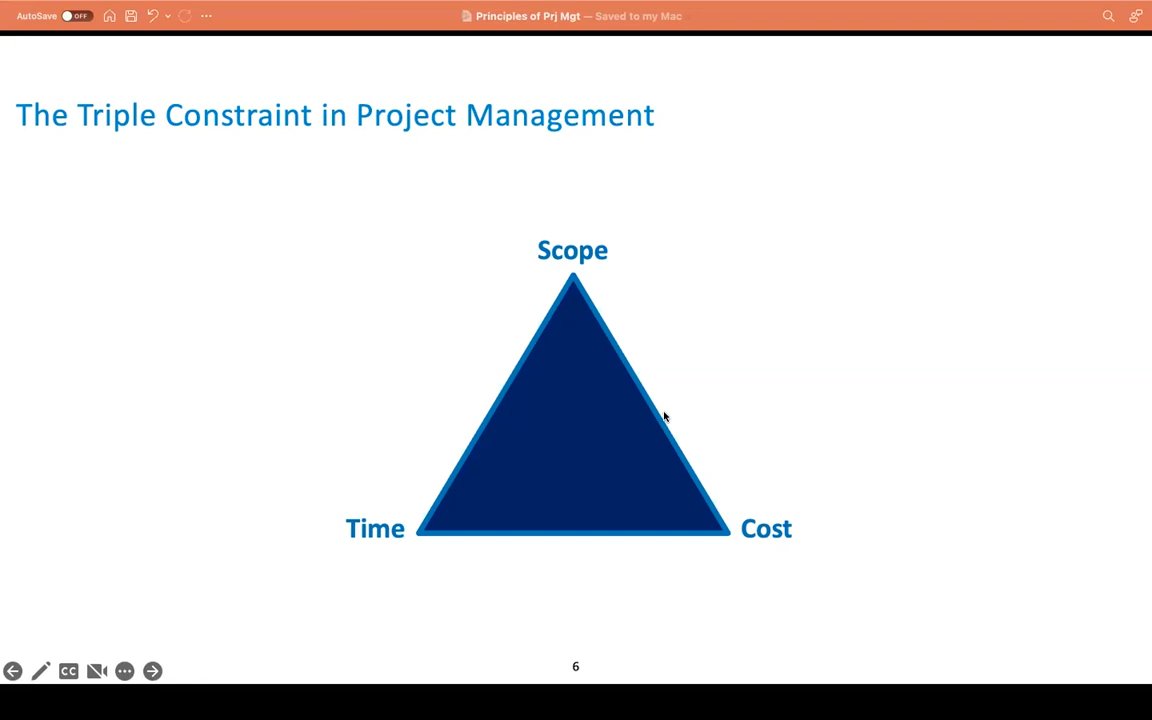 AutoSave OFF
Principles of Prj Mgt — Saved to my Mac
The Triple Constraint in Project Management
Scope
Time
Cost
6
CC